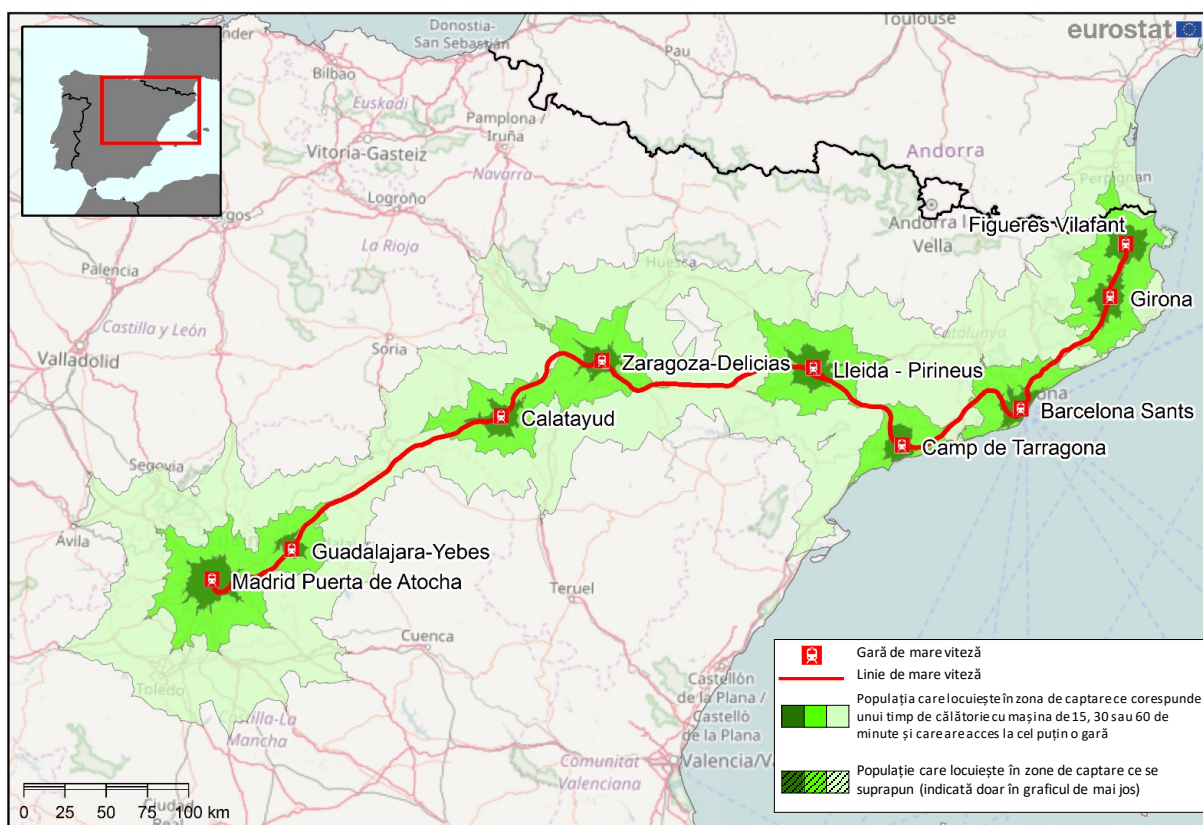 Donostia-
San Sebastián
Toulouse
eurostat
Bilbao
Pau
Euskadi
Pamplona /
Iruña
Vitoria-Gasteiz
Andorra
Navarra
Perpignan
Logroño
Andorra la
Vella
Burgos
Figueres Vilafant
La Rioja
Huesca
Palencia
Girona
Castilla y León
Catalunya
Valladolid
Soria
Zaragoza-Delicias
Lleida - Pirineus
Barcelona Sants
Calatayud
Camp de Tarragona
Segovia
Ávila
Guadalajara-Yebes
Madrid Puerta de Atocha
Teruel
Cuenca
Toledo
Castilla-La
Mancha
Castellón
de la Plana /
Castelló
de la Plana
Comunitat
Valenciana
Valencia/Va
Ciudad
Real
0 25 50 75 100 km
Gară de mare viteză
Linie de mare viteză
Populația care locuiește în zona de captare ce corespunde
unui timp de călătorie cu mașina de 15, 30 sau 60 de
minute și care are acces la cel puțin o gară
Populație care locuiește în zone de captare ce se
suprapun (indicată doar în graficul de mai jos)